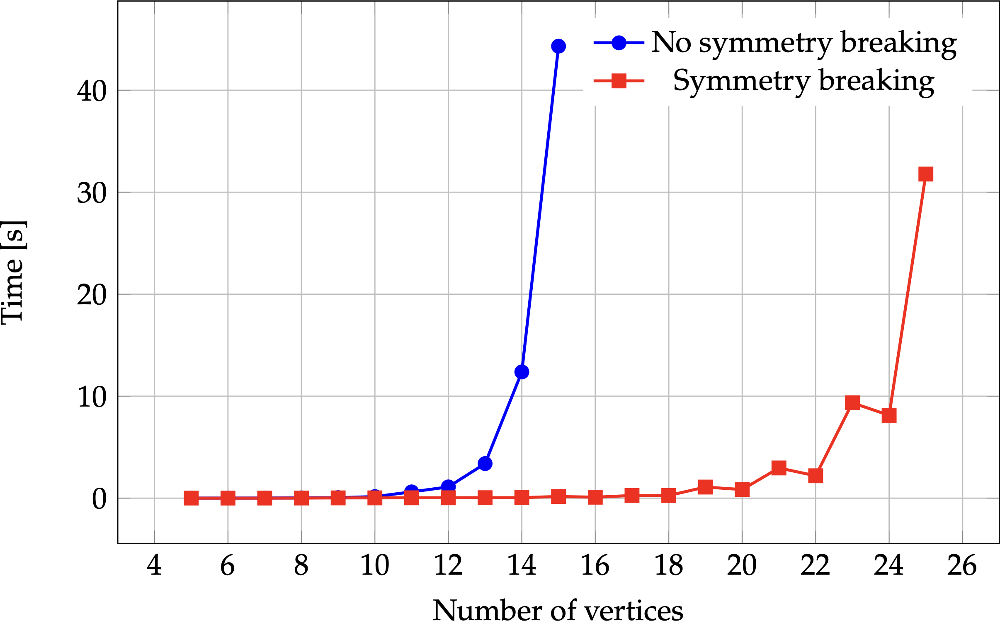 No symmetry breaking
Symmetry breaking
40
30
20
10
0
Time [s]
4 6 8 10 12 14 16 18 20 22 24 26
Number of vertices